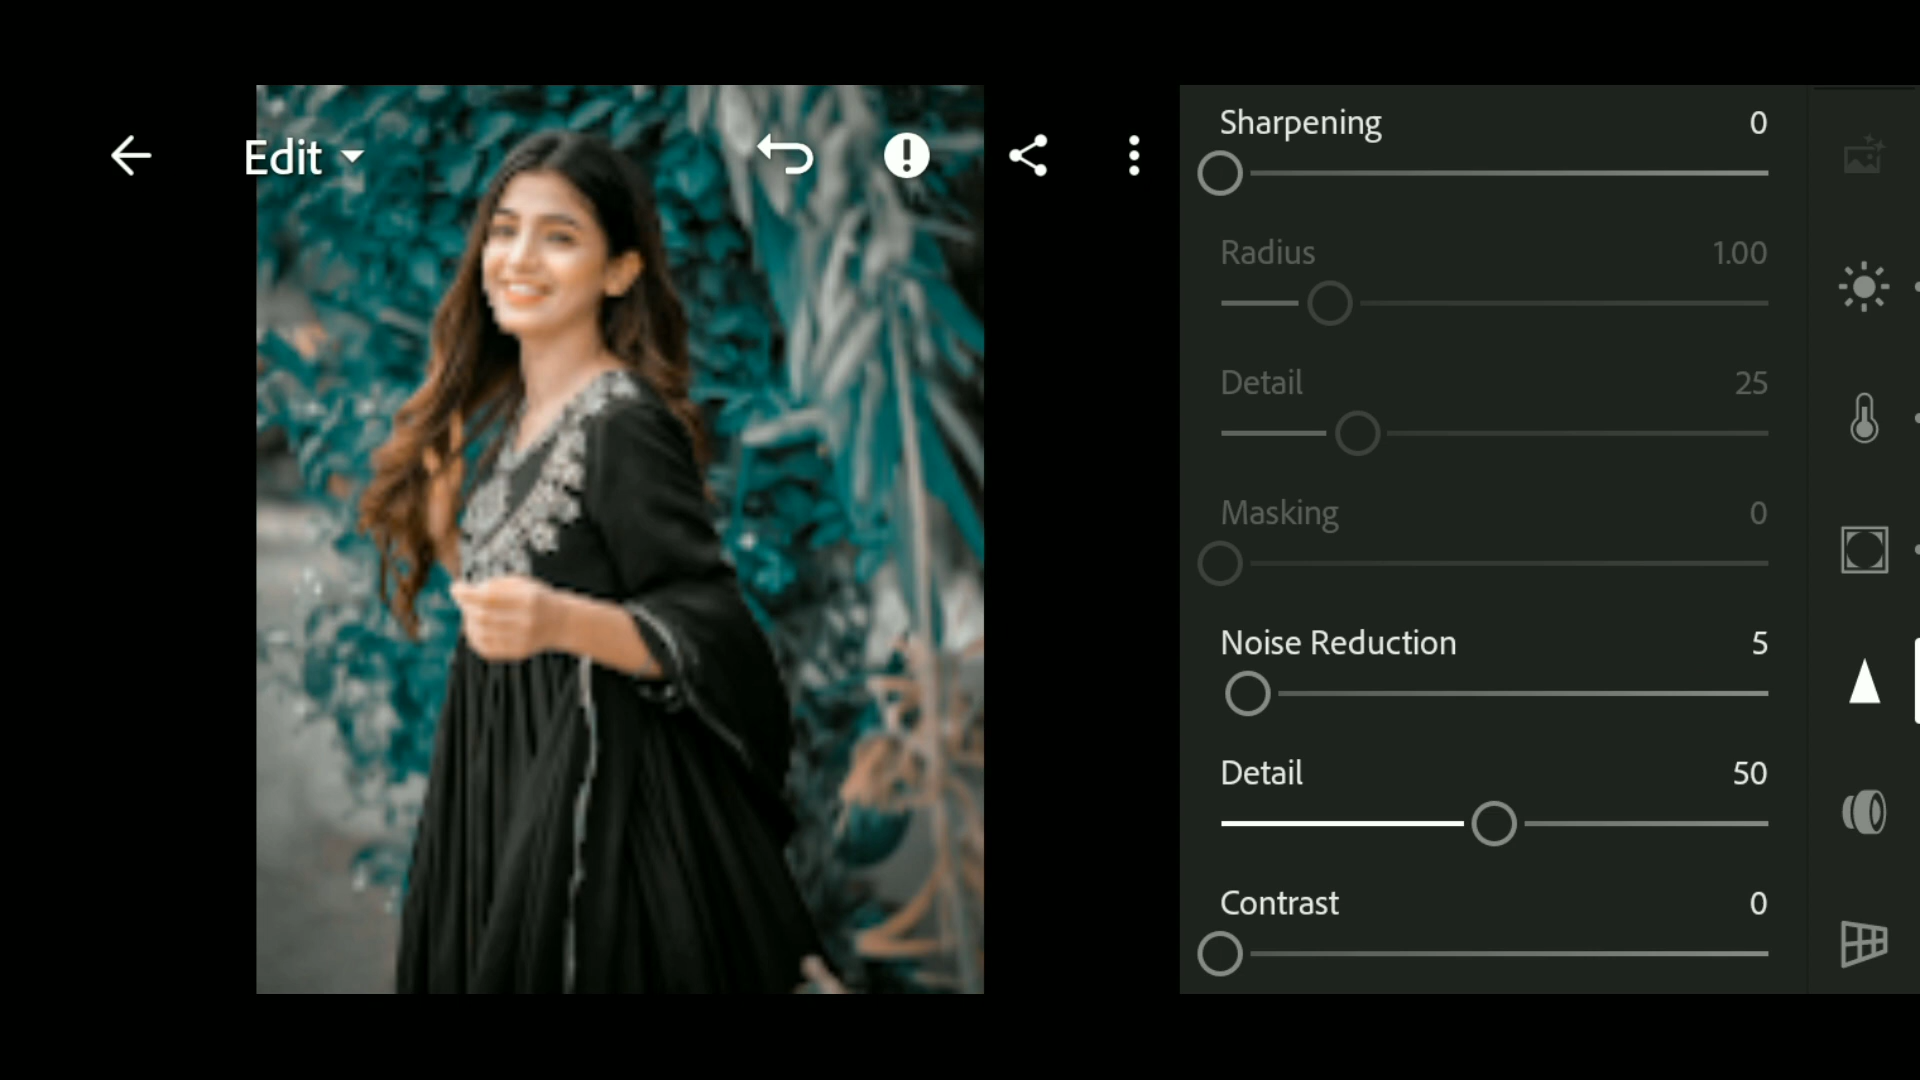 Edit
Sharpening 0
Radius 1.00
Detail 25
Masking 0
Noise Reduction 5
Detail 50
Contrast 0